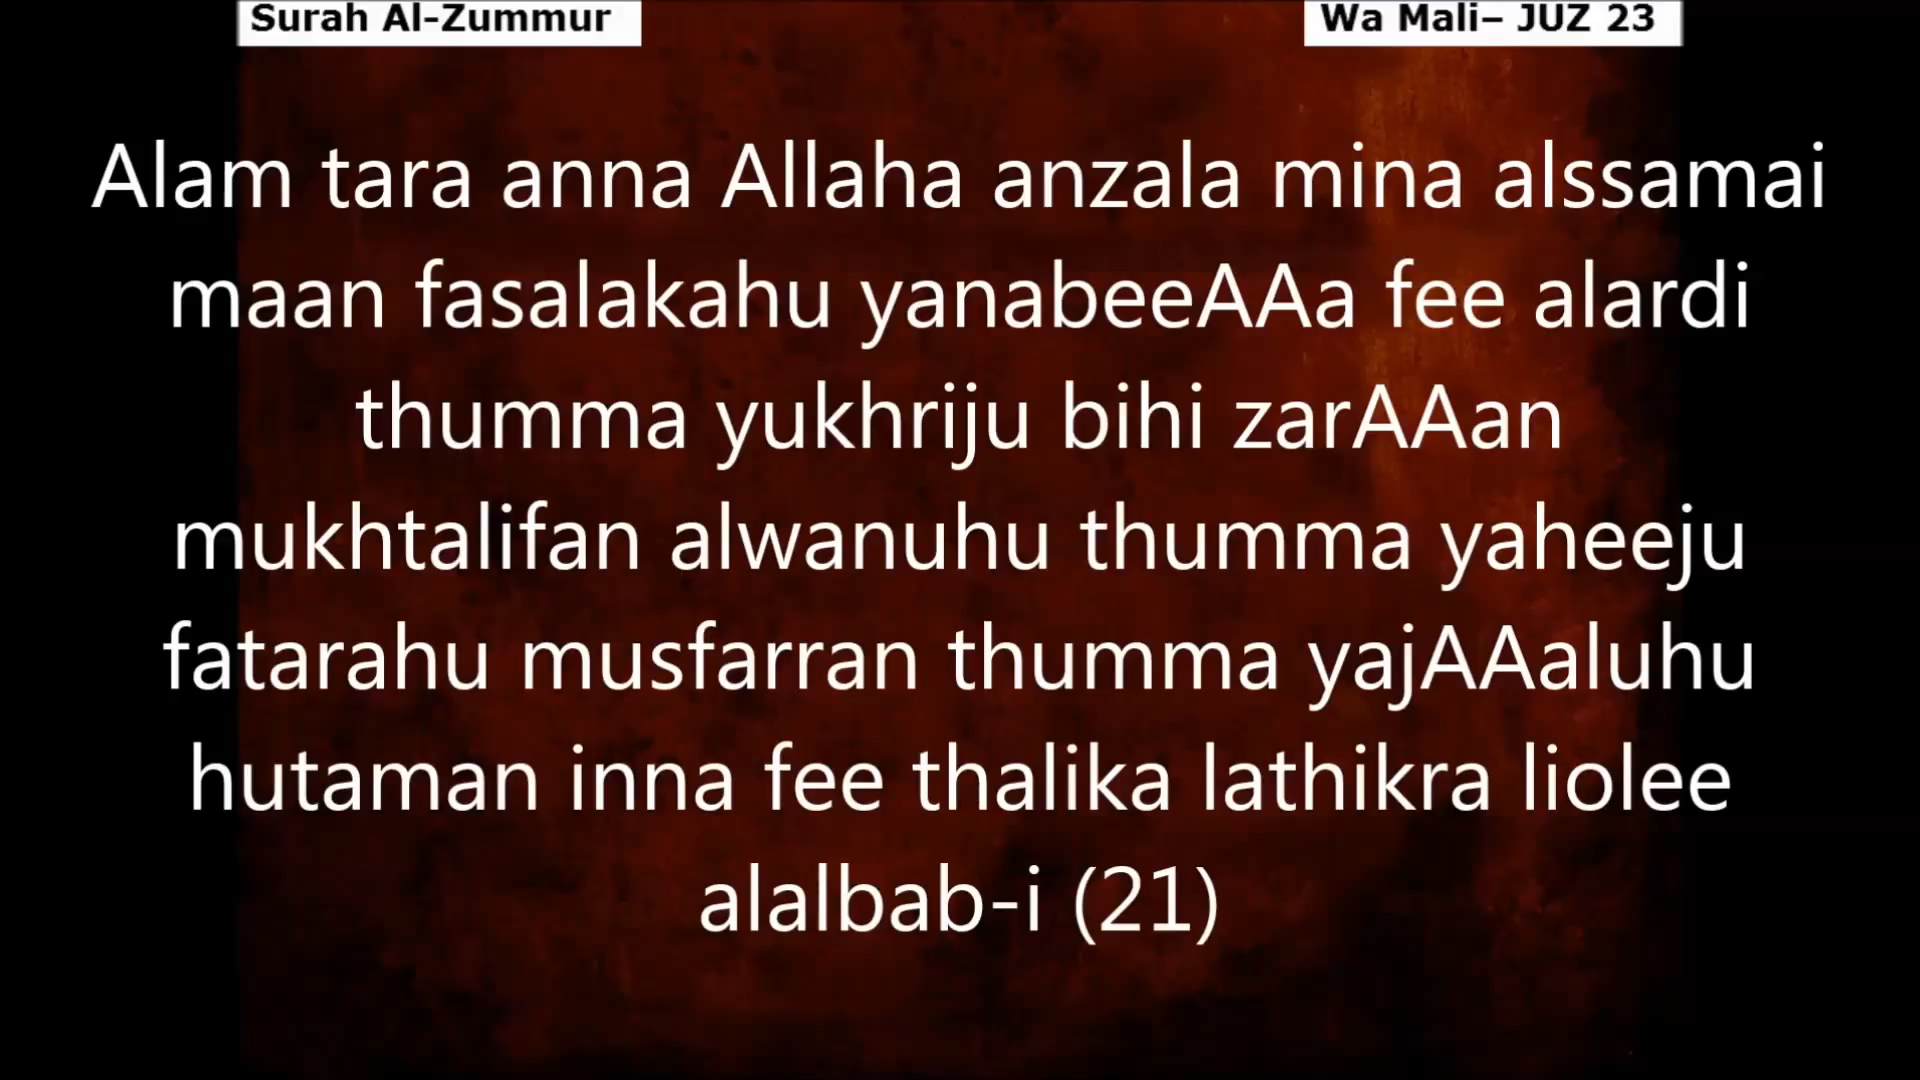 Surah Al-Zummur
Wa Mali– JUZ 23
Alam tara anna Allaha anzala mina alssamai
maan fasalakahu yanabeeAAa fee alardi
thumma yukhriju bihi zarAAan
mukhtalifan alwanuhu thumma yaheeju
fatarahu musfarran thumma yajAAaluhu
hutaman inna fee thalika lathikra liolee
alalbab-i (21)